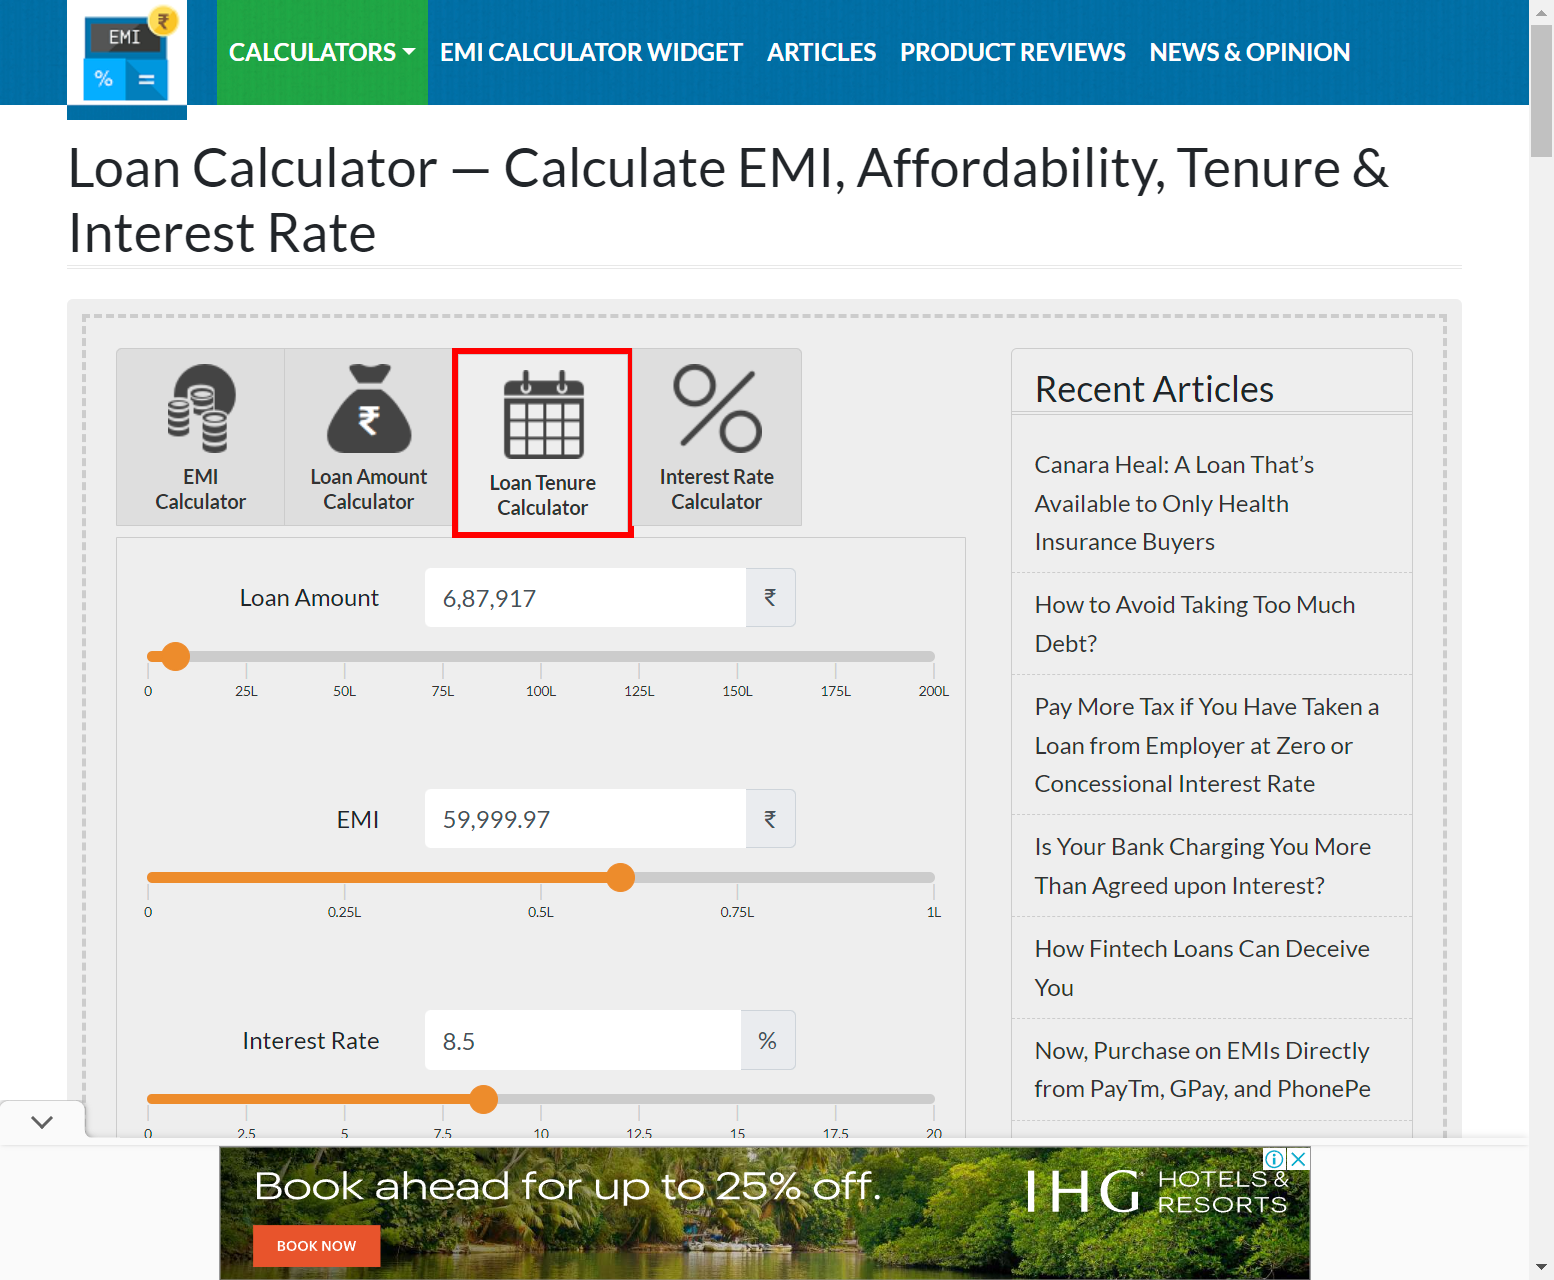 EMI
₹
%
=
CALCULATORS
EMI CALCULATOR WIDGET
ARTICLES
PRODUCT REVIEWS
NEWS & OPINION
Loan Calculator — Calculate EMI, Affordability, Tenure &
Interest Rate
EMI
Calculator
₹
Loan Amount
Calculator
Loan Tenure
Calculator
Interest Rate
Calculator
Loan Amount
6,87,917
₹
0 25L 50L 75L 100L 125L 150L 175L 200L
EMI
59,999.97
₹
0 0.25L 0.5L 0.75L 1L
Interest Rate
8.5
%
0 2.5 5 7.5 10 12.5 15 17.5 20
Recent Articles
Canara Heal: A Loan That’s
Available to Only Health
Insurance Buyers
How to Avoid Taking Too Much
Debt?
Pay More Tax if You Have Taken a
Loan from Employer at Zero or
Concessional Interest Rate
Is Your Bank Charging You More
Than Agreed upon Interest?
How Fintech Loans Can Deceive
You
Now, Purchase on EMIs Directly
from PayTm, GPay, and PhonePe
Book ahead for up to 25% off.
BOOK NOW
IHG HOTELS &
RESORTS